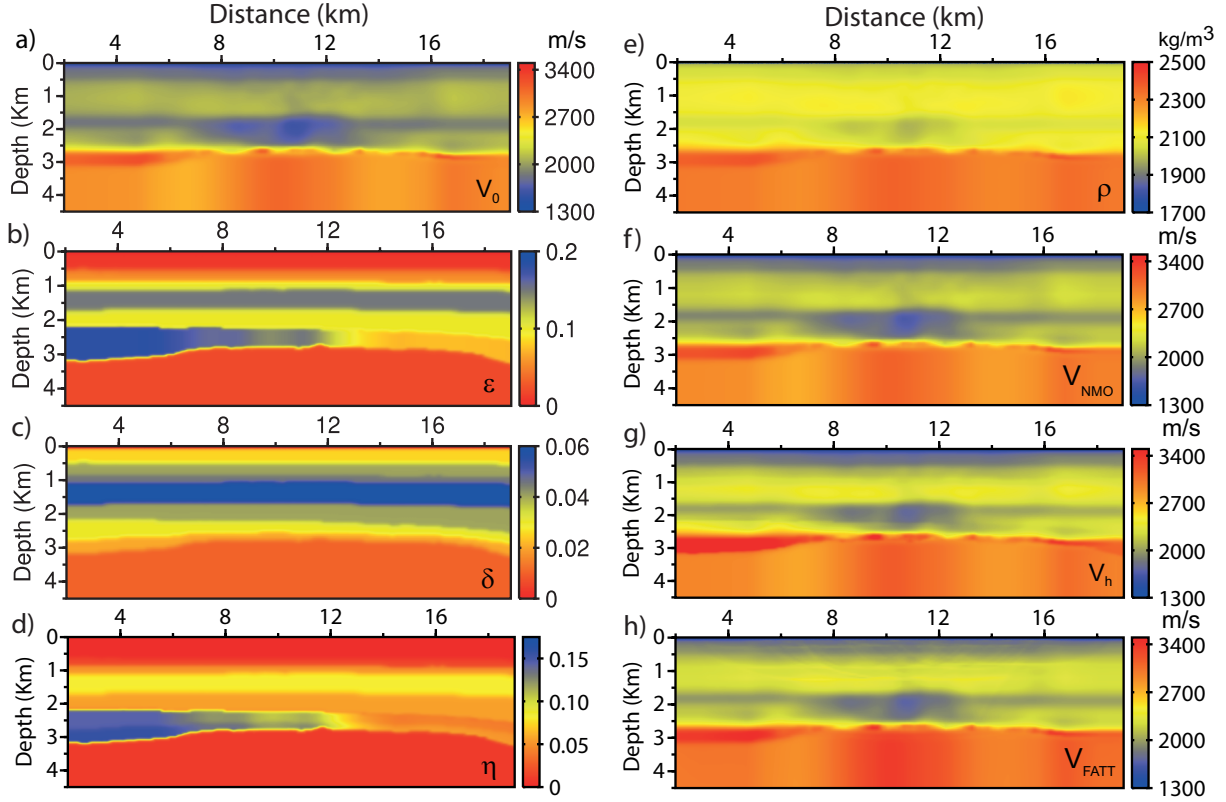 Distance (km)
4 8 12 16
a)
m/s
0
1
2
3
4
Depth (Km
V0
3400
2700
2000
1300
b)
4 8 12 16
0
1
2
3
4
Depth (Km)
ε
0.2
0.1
0
c)
4 8 12 16
0
1
2
3
4
Depth (Km)
δ
0.06
0.04
0.02
0
d)
4 8 12 16
0
1
2
3
4
Depth (Km)
η
0.15
0.10
0.05
0
Distance (km)
4 8 12 16
e)
kg/m³
0
1
2
3
4
Depth (Km)
ρ
2500
2300
2100
1900
1700
f)
4 8 12 16
m/s
0
1
2
3
4
Depth (Km)
VNMO
3400
2700
2000
1300
g)
4 8 12 16
m/s
0
1
2
3
4
Depth (Km)
Vh
3400
2700
2000
1300
h)
4 8 12 16
m/s
0
1
2
3
4
Depth (Km)
VFATT
3400
2700
2000
1300